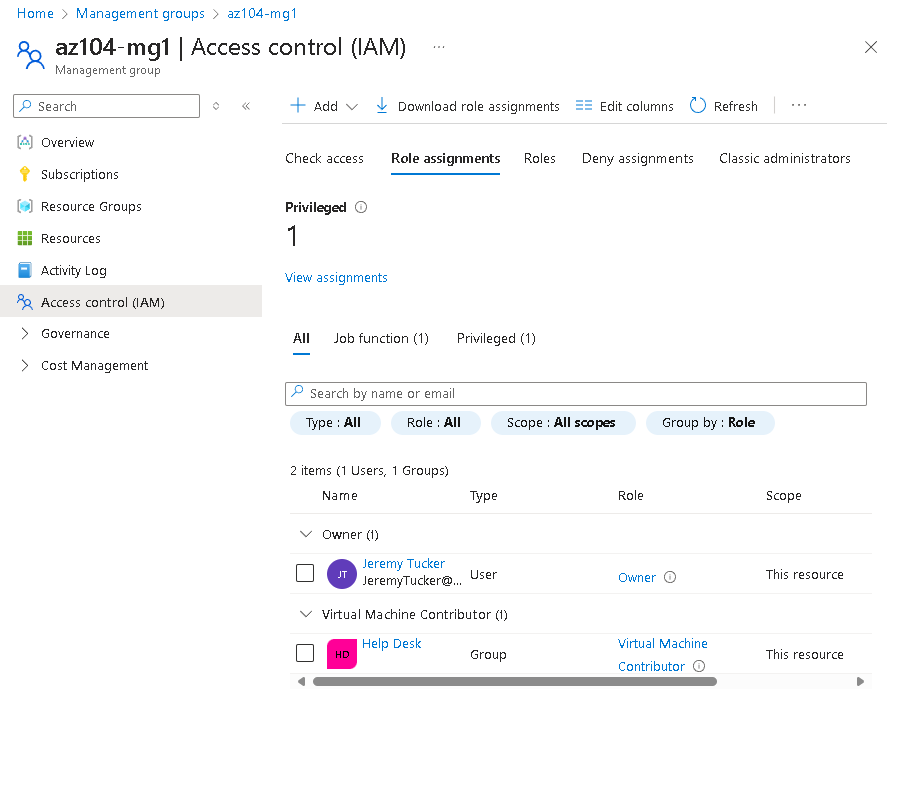 Home > Management groups > az104-mg1
az104-mg1 | Access control (IAM) ...
Management group
Search
Overview
Subscriptions
Resource Groups
Resources
Activity Log
Access control (IAM)
Governance
Cost Management
Add Download role assignments Edit columns Refresh ...
Check access Role assignments Roles Deny assignments Classic administrators
Privileged
1
View assignments
All Job function (1) Privileged (1)
Search by name or email
Type : All Role : All Scope : All scopes Group by : Role
2 items (1 Users, 1 Groups)
Name Type Role Scope
Owner (1)
JT Jeremy Tucker
JeremyTucker@... User Owner This resource
Virtual Machine Contributor (1)
HD Help Desk Group Virtual Machine
Contributor This resource